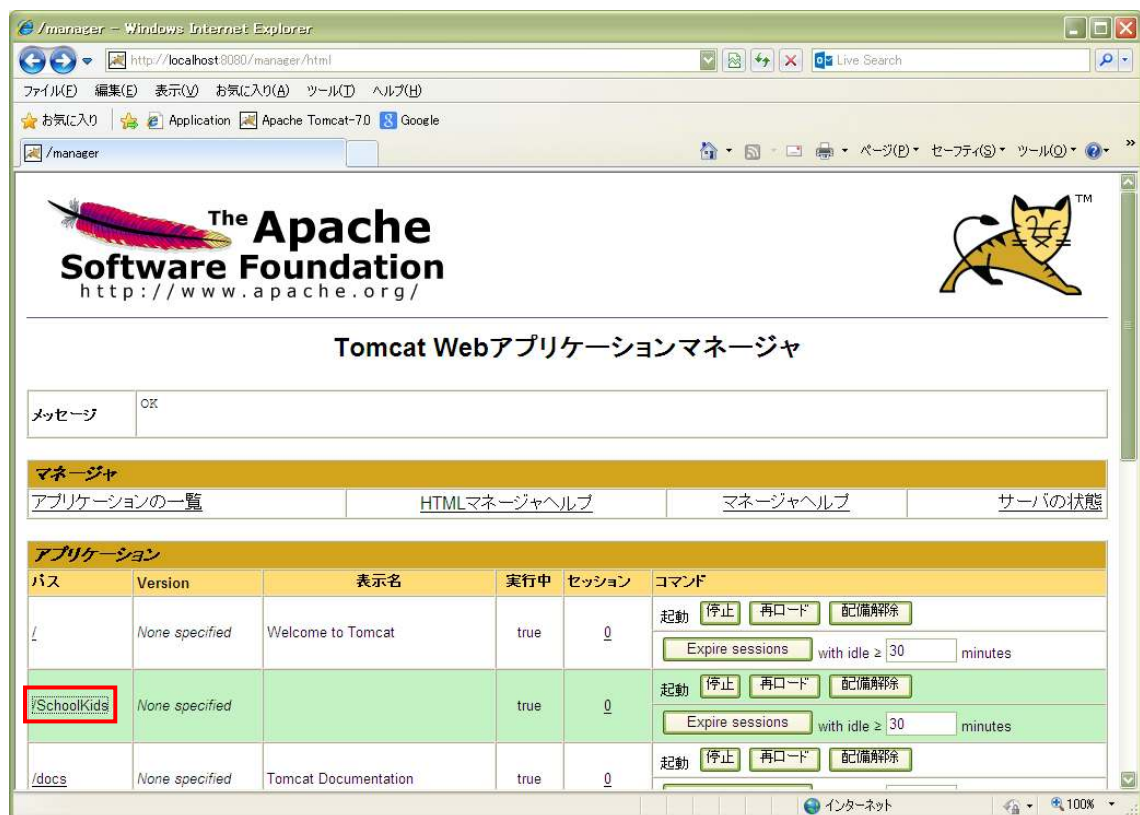 /manager - Windows Internet Explorer
http://localhost:8080/manager/html
Live Search
ファイル(F) 編集(E) 表示(V) お気に入り(A) ツール(T) ヘルプ(H)
お気に入り Application Apache Tomcat-7.0 Google
/manager ページ(P) セーフティ(S) ツール(O) »
The Apache
Software Foundation
http://www.apache.org/
TM
Tomcat Webアプリケーションマネージャ
メッセージ OK
マネージャ
アプリケーションの一覧 HTMLマネージャヘルプ マネージャヘルプ サーバの状態
アプリケーション
パス Version 表示名 実行中 セッション コマンド
/ None specified Welcome to Tomcat true 0 起動 停止 再ロード 配備解除
Expire sessions with idle ≥ 30 minutes
/SchoolKids None specified true 0 起動 停止 再ロード 配備解除
Expire sessions with idle ≥ 30 minutes
/docs None specified Tomcat Documentation true 0 起動 停止 再ロード 配備解除
インターネット 100%